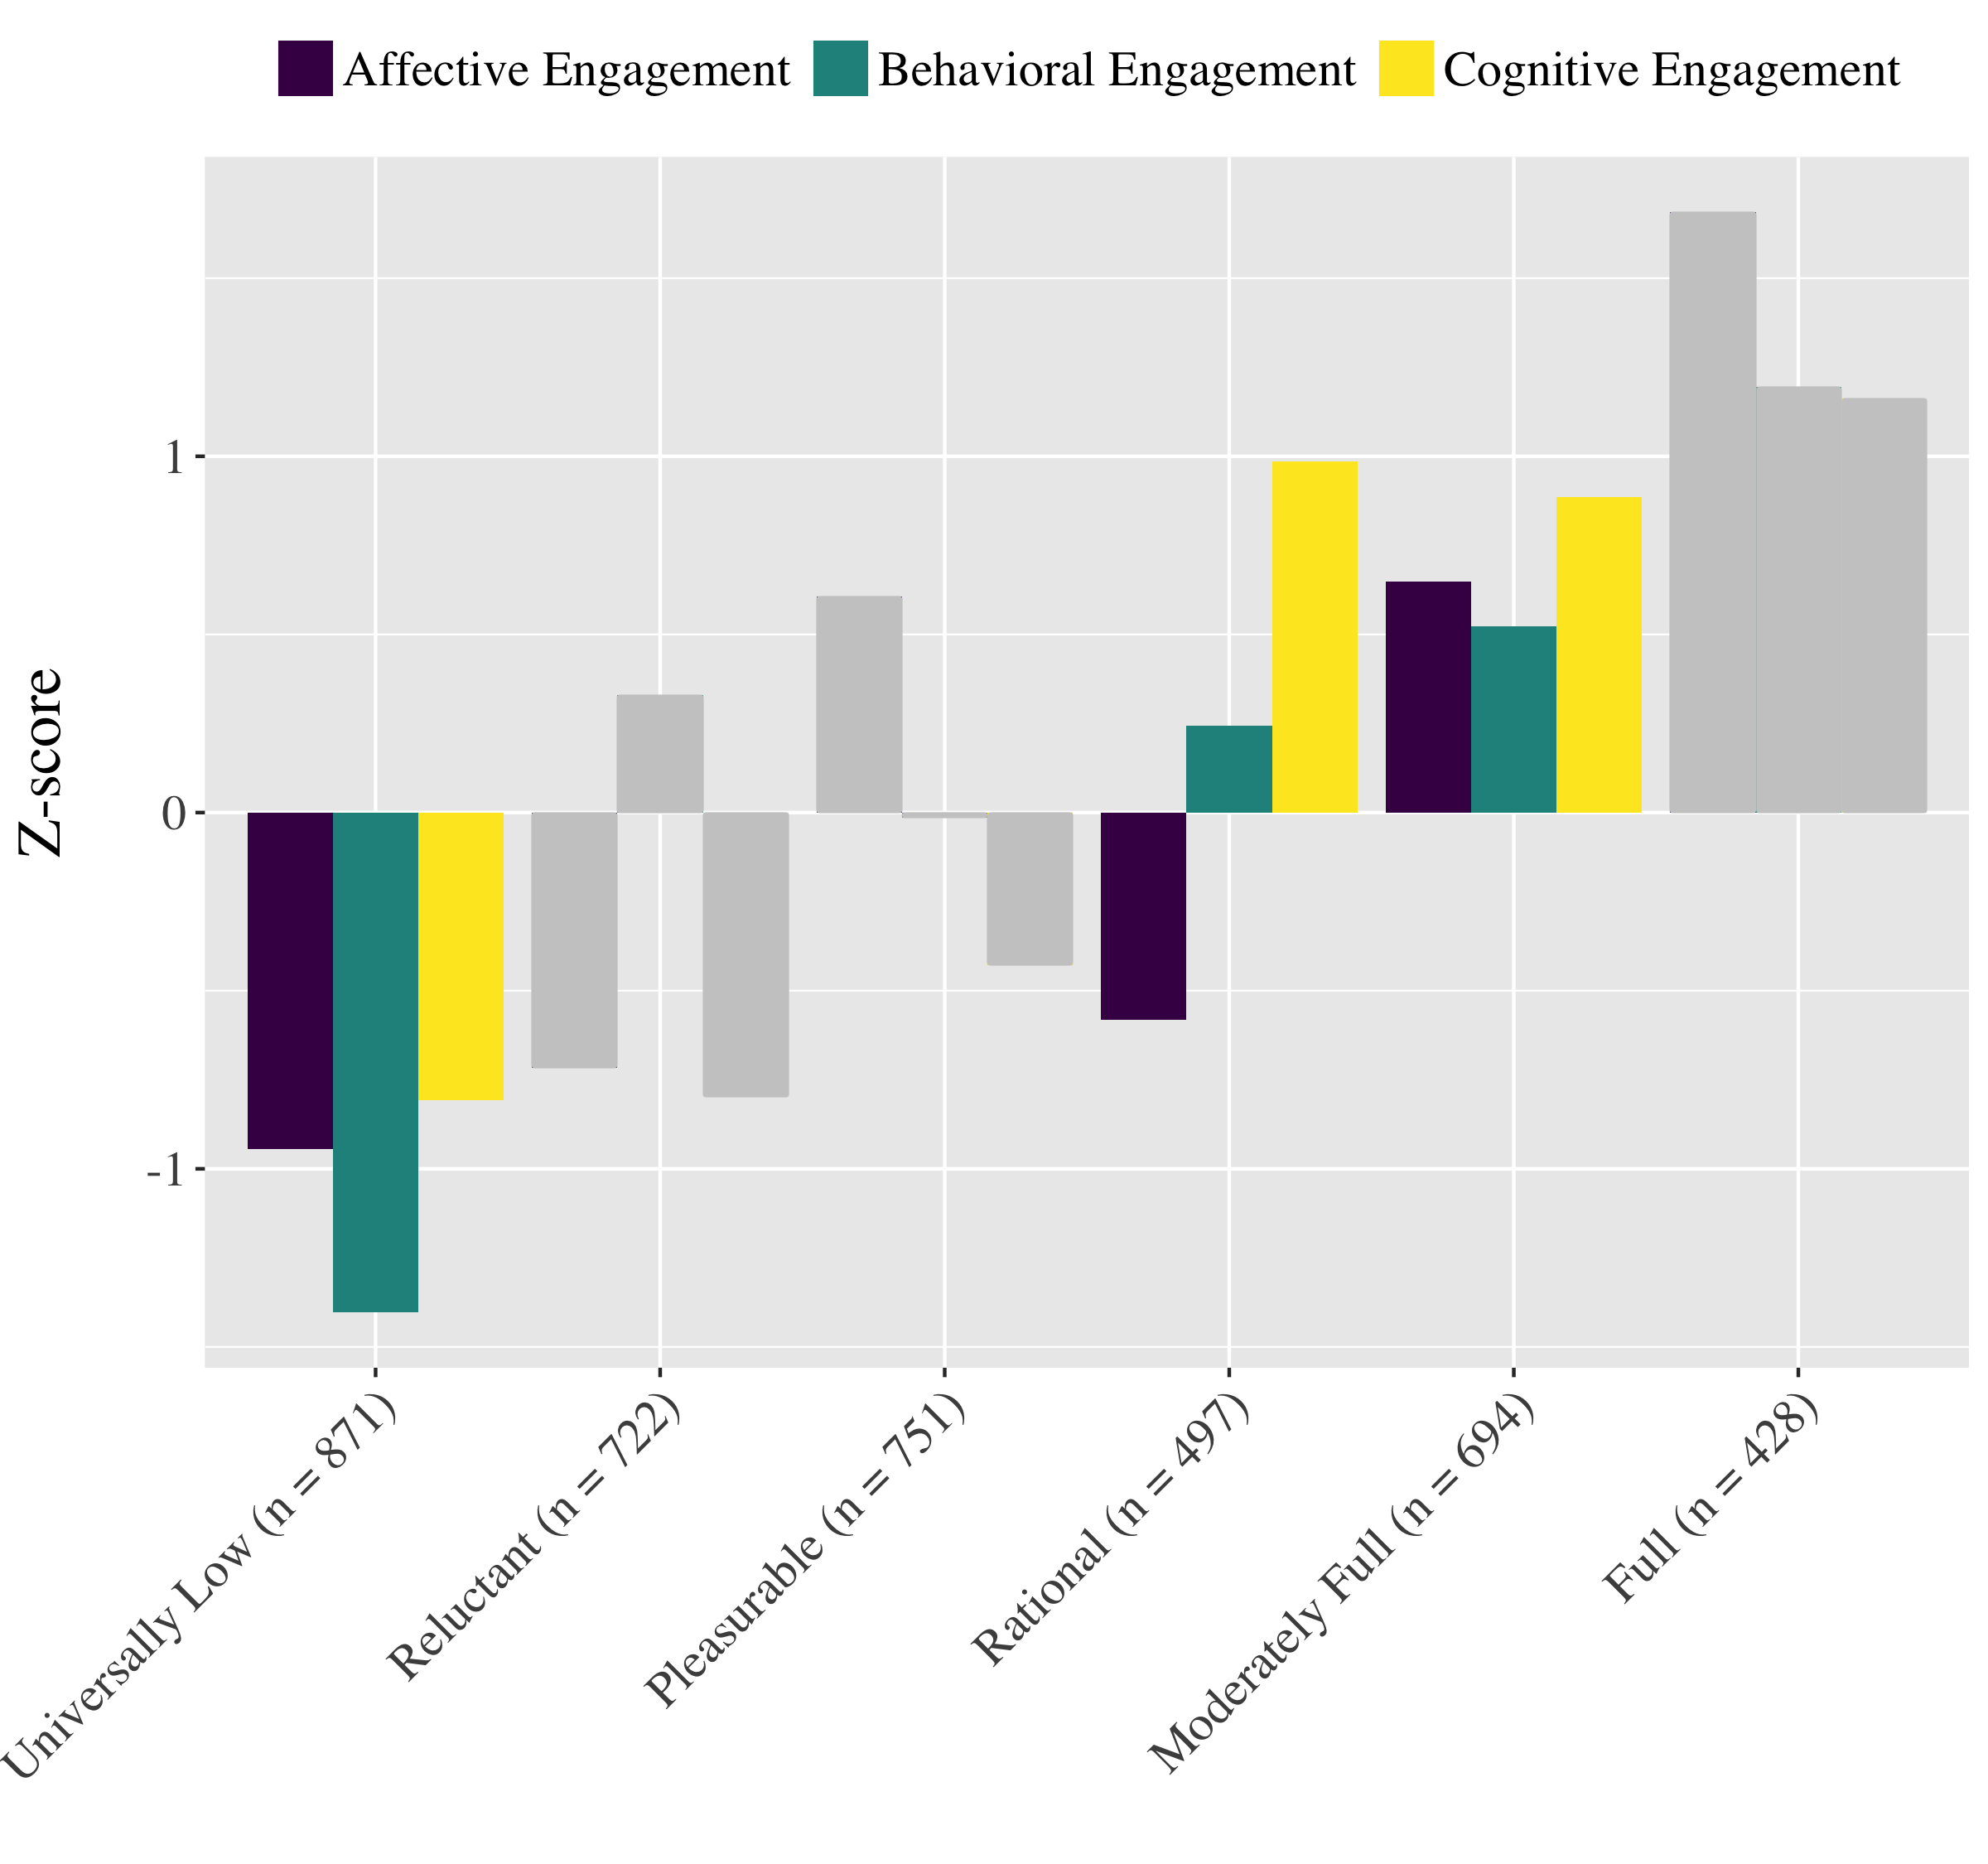 Affective Engagement Behavioral Engagement Cognitive Engagement
Z-score
1
0
-1
Universally Low (n = 871)
Reluctant (n = 722)
Pleasurable (n = 751)
Rational (n = 497)
Moderately Full (n = 694)
Full (n = 428)